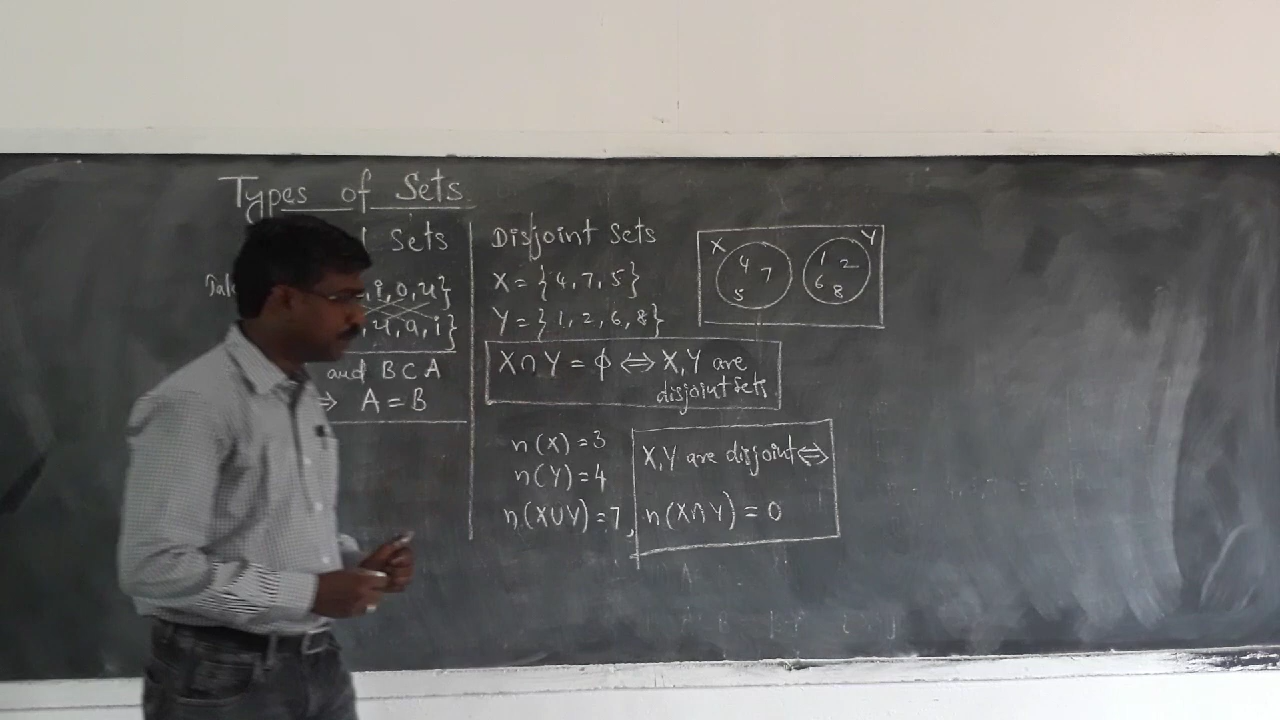 Types of Sets
Sets
, i, o, u}
, u, a, i}
and B ⊂ A
⇒ A = B
Disjoint Sets
X = {4, 7, 5}
Y = {1, 2, 6, 8}
X ∩ Y = ϕ ⇔ X, Y are
disjoint sets
n(X) = 3
n(Y) = 4
n(X∪Y) = 7,
X, Y are disjoint ⇔
n(X∩Y) = 0
X Y
4 7 5
1 2 6 8